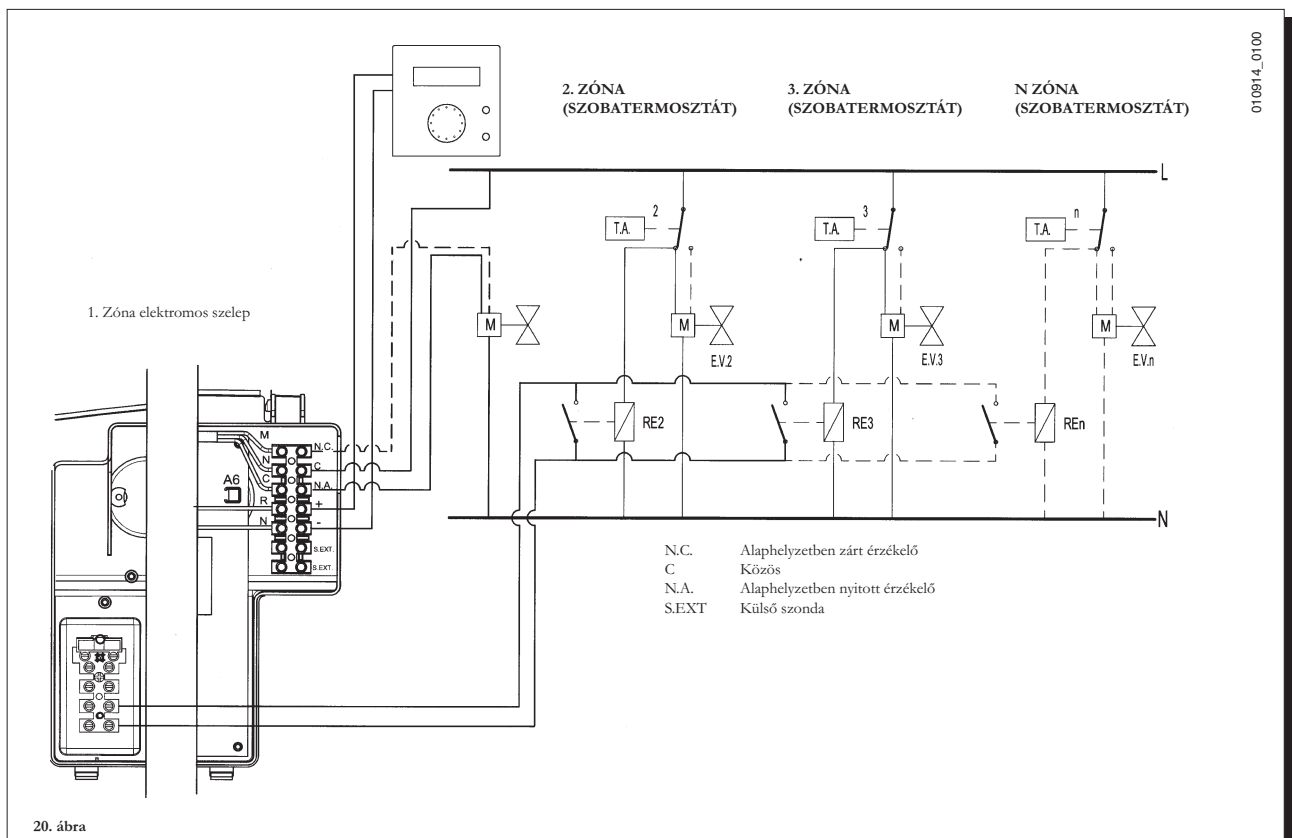 010914_0100
2. ZÓNA
(SZOBATERMOSZTÁT)
3. ZÓNA
(SZOBATERMOSZTÁT)
N ZÓNA
(SZOBATERMOSZTÁT)
L
2
T.A.
3
T.A.
n
T.A.
1. Zóna elektromos szelep
M
M
E.V.2
M
E.V.3
M
E.V.n
RE2
RE3
REn
M
N
C
R
N
A6
N.C.
C
N.A.
+
-
S.EXT.
S.EXT.
N
N.C. Alaphelyzetben zárt érzékelő
C Közös
N.A. Alaphelyzetben nyitott érzékelő
S.EXT Külső szonda
20. ábra